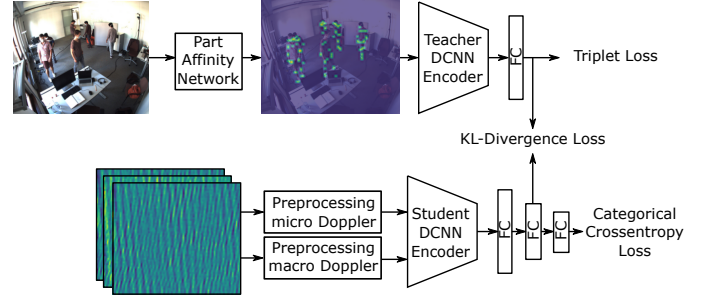 Part
Affinity
Network
Teacher
DCNN
Encoder
FC
Triplet Loss
KL-Divergence Loss
Preprocessing
micro Doppler
Preprocessing
macro Doppler
Student
DCNN
Encoder
FC
FC
FC
Categorical
Crossentropy
Loss